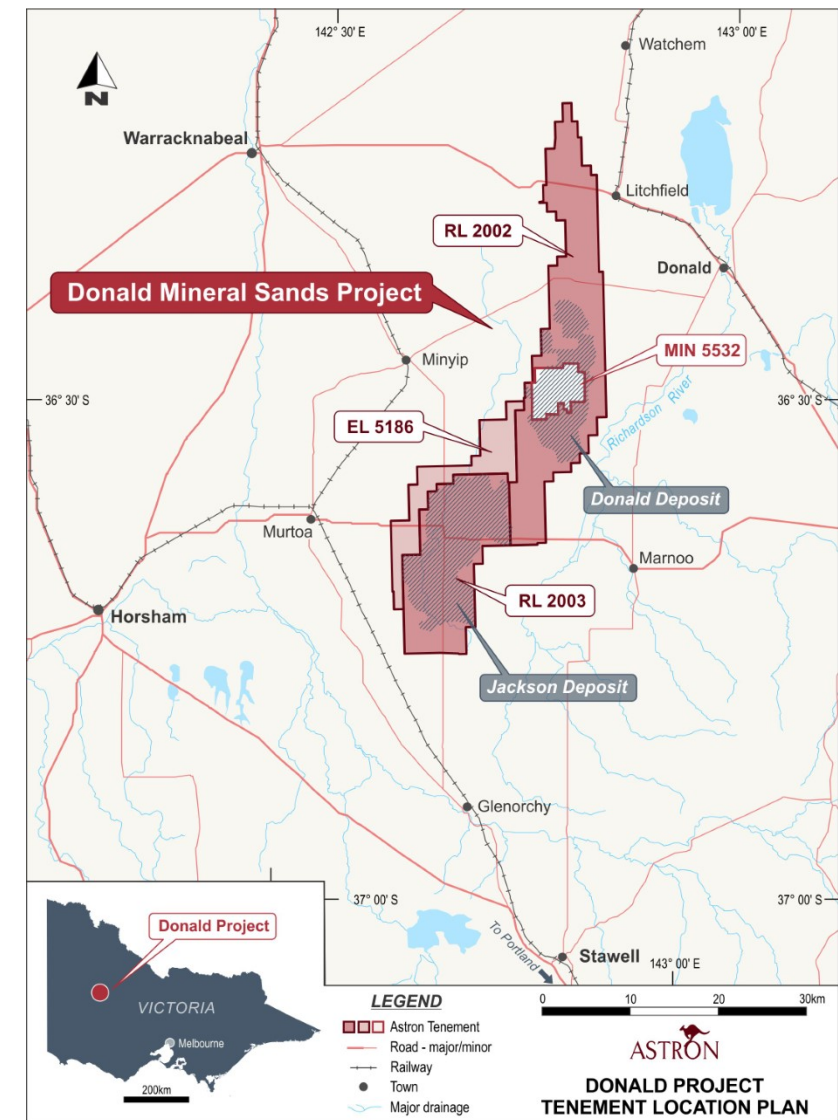 142° 30' E
143° 00' E
Watchem
N
Warracknabeal
Litchfield
RL 2002
Donald
Donald Mineral Sands Project
MIN 5532
Minyip
36° 30' S
36° 30' S
Richardson River
EL 5186
Donald Deposit
Murtoa
Marnoo
RL 2003
Horsham
Jackson Deposit
Glenorchy
37° 00' S
37° 00' S
To Portland
Stawell
143° 00' E
Donald Project
VICTORIA
Melbourne
200km
LEGEND
Astron Tenement
Road - major/minor
Railway
Town
Major drainage
0 10 20 30km
ASTRON
DONALD PROJECT
TENEMENT LOCATION PLAN